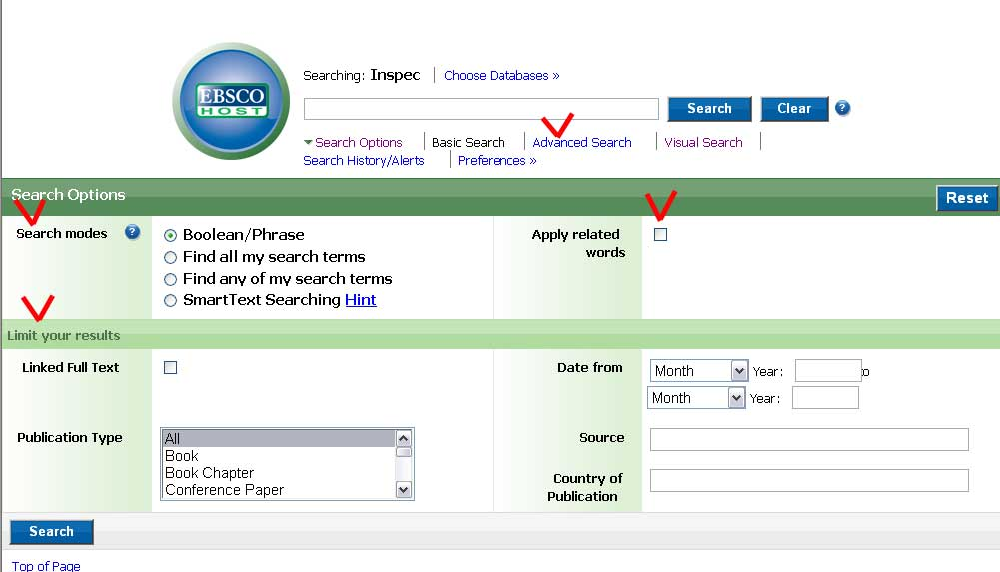 EBSCO
HOST
Searching: Inspec Choose Databases »
Search Clear ?
Search Options Basic Search Advanced Search Visual Search
Search History/Alerts Preferences »
Search Options Reset
Search modes ? Boolean/Phrase Apply related words
Find all my search terms
Find any of my search terms
SmartText Searching Hint
Limit your results
Linked Full Text Date from Month Year: to
Month Year:
Publication Type All Source
Book
Book Chapter Country of Publication
Conference Paper
Search
Top of Page